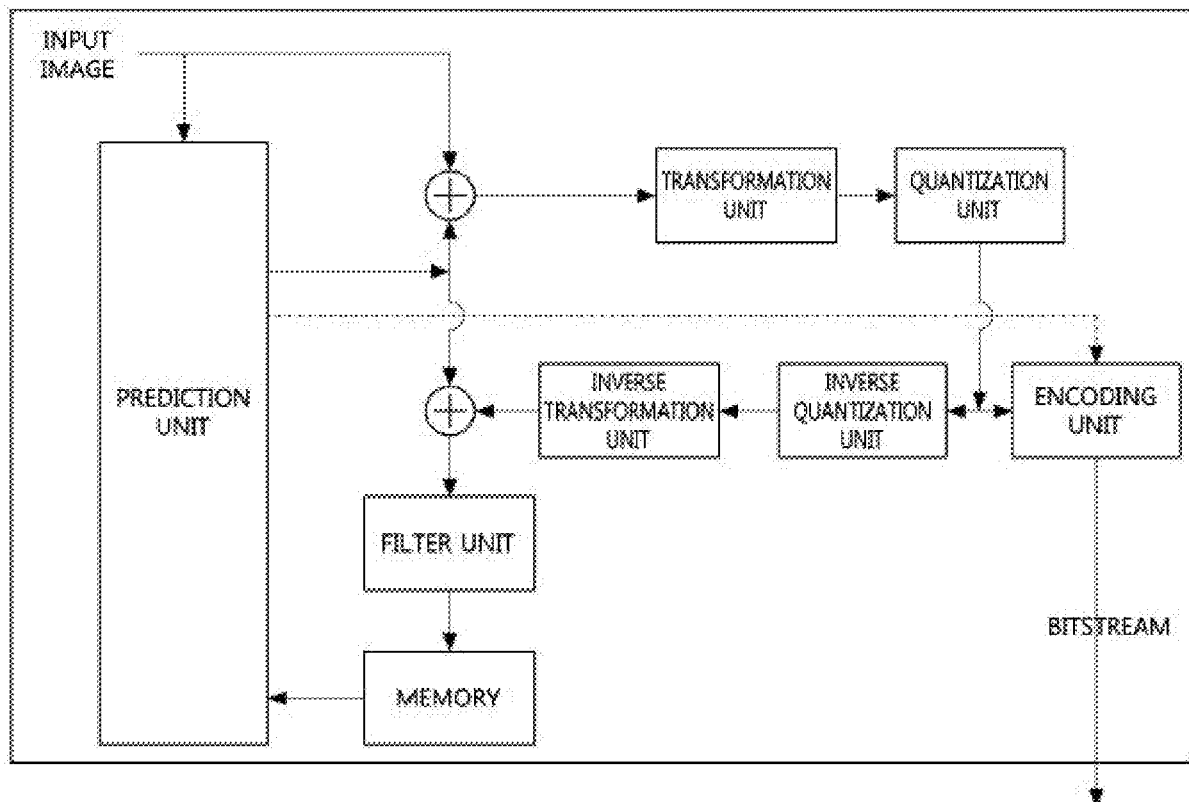 INPUT
IMAGE
TRANSFORMATION
UNIT
QUANTIZATION
UNIT
PREDICTION
UNIT
INVERSE
TRANSFORMATION
UNIT
INVERSE
QUANTIZATION
UNIT
ENCODING
UNIT
FILTER UNIT
BITSTREAM
MEMORY